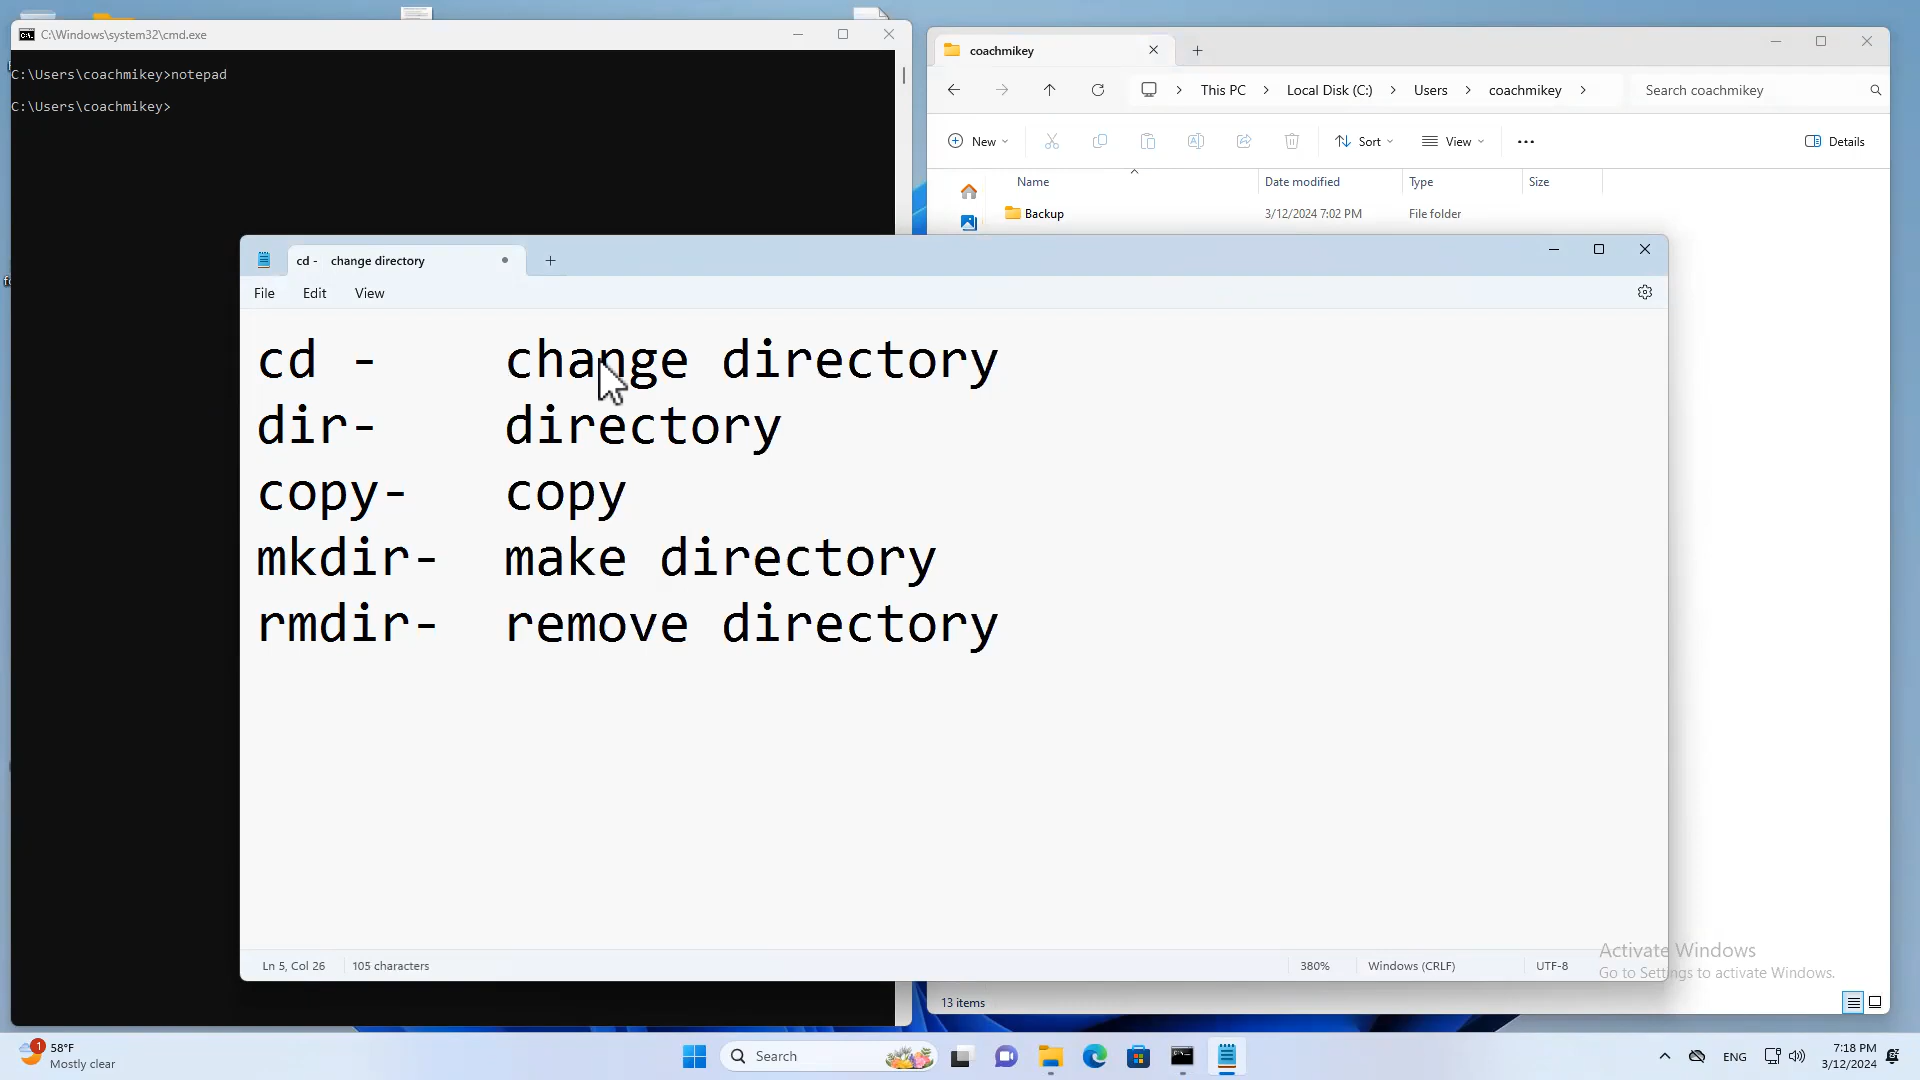 C:\Windows\system32\cmd.exe
C:\Users\coachmikey>notepad
C:\Users\coachmikey>
coachmikey
This PC > Local Disk (C:) > Users > coachmikey >
Search coachmikey
New
Sort
View
Details
Name Date modified Type Size
Backup 3/12/2024 7:02 PM File folder
cd - change directory
File Edit View
cd - change directory
dir- directory
copy- copy
mkdir- make directory
rmdir- remove directory
Ln 5, Col 26 105 characters 380% Windows (CRLF) UTF-8
Activate Windows
Go to Settings to activate Windows.
13 items
1
58°F
Mostly clear
Search
ENG
7:18 PM
3/12/2024